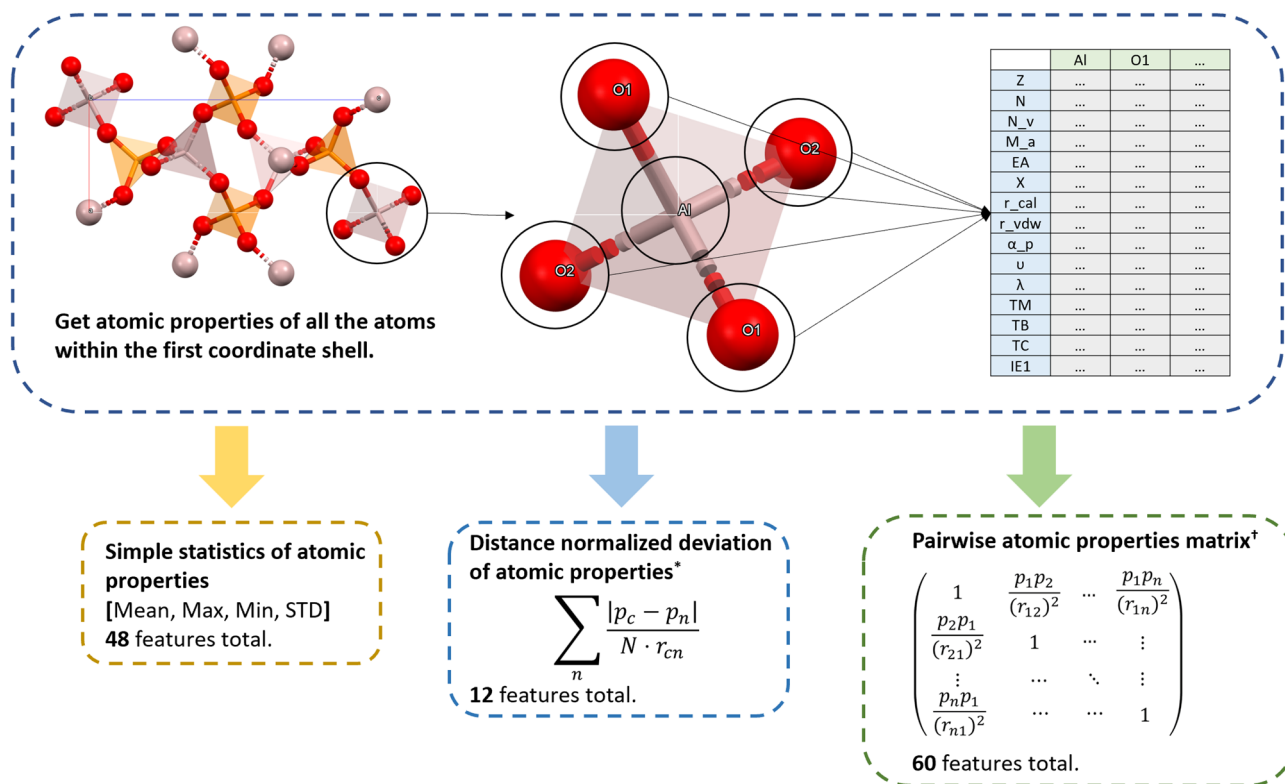 Al O1 ...
Z ... ... ...
N ... ... ...
N_v ... ... ...
M_a ... ... ...
EA ... ... ...
X ... ... ...
r_cal ... ... ...
r_vdw ... ... ...
α_p ... ... ...
υ ... ... ...
λ ... ... ...
TM ... ... ...
TB ... ... ...
TC ... ... ...
IE1 ... ... ...
O1
O2
Al
O2
O1
Get atomic properties of all the atoms
within the first coordinate shell.
Simple statistics of atomic
properties
[Mean, Max, Min, STD]
48 features total.
Distance normalized deviation
of atomic properties*
∑_n |p_c − p_n| / (N · r_cn)
12 features total.
Pairwise atomic properties matrix†
1 p_1p_2/(r_12)² ... p_1p_n/(r_1n)²
p_2p_1/(r_21)² 1 ⋯ ⋮
⋮ ⋯ ⋱ ⋮
p_np_1/(r_n1)² ⋯ ⋯ 1
60 features total.